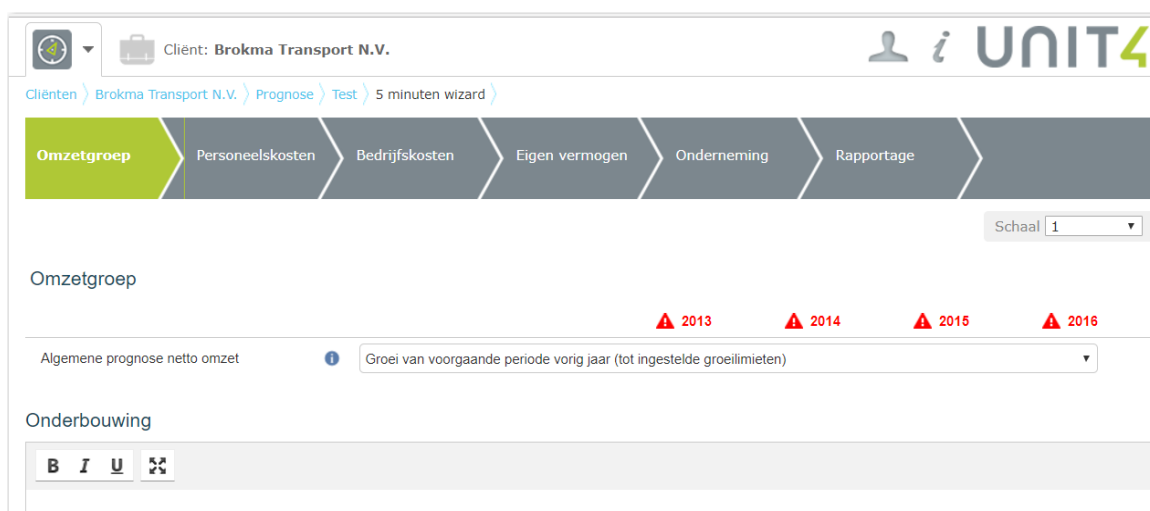 Cliënt: Brokma Transport N.V.
i
UNIT4
Cliënten Brokma Transport N.V. Prognose Test 5 minuten wizard
Omzetgroep Personeelskosten Bedrijfskosten Eigen vermogen Onderneming Rapportage
Schaal 1
Omzetgroep
2013 2014 2015 2016
Algemene prognose netto omzet Groei van voorgaande periode vorig jaar (tot ingestelde groeilimieten)
Onderbouwing
B I U